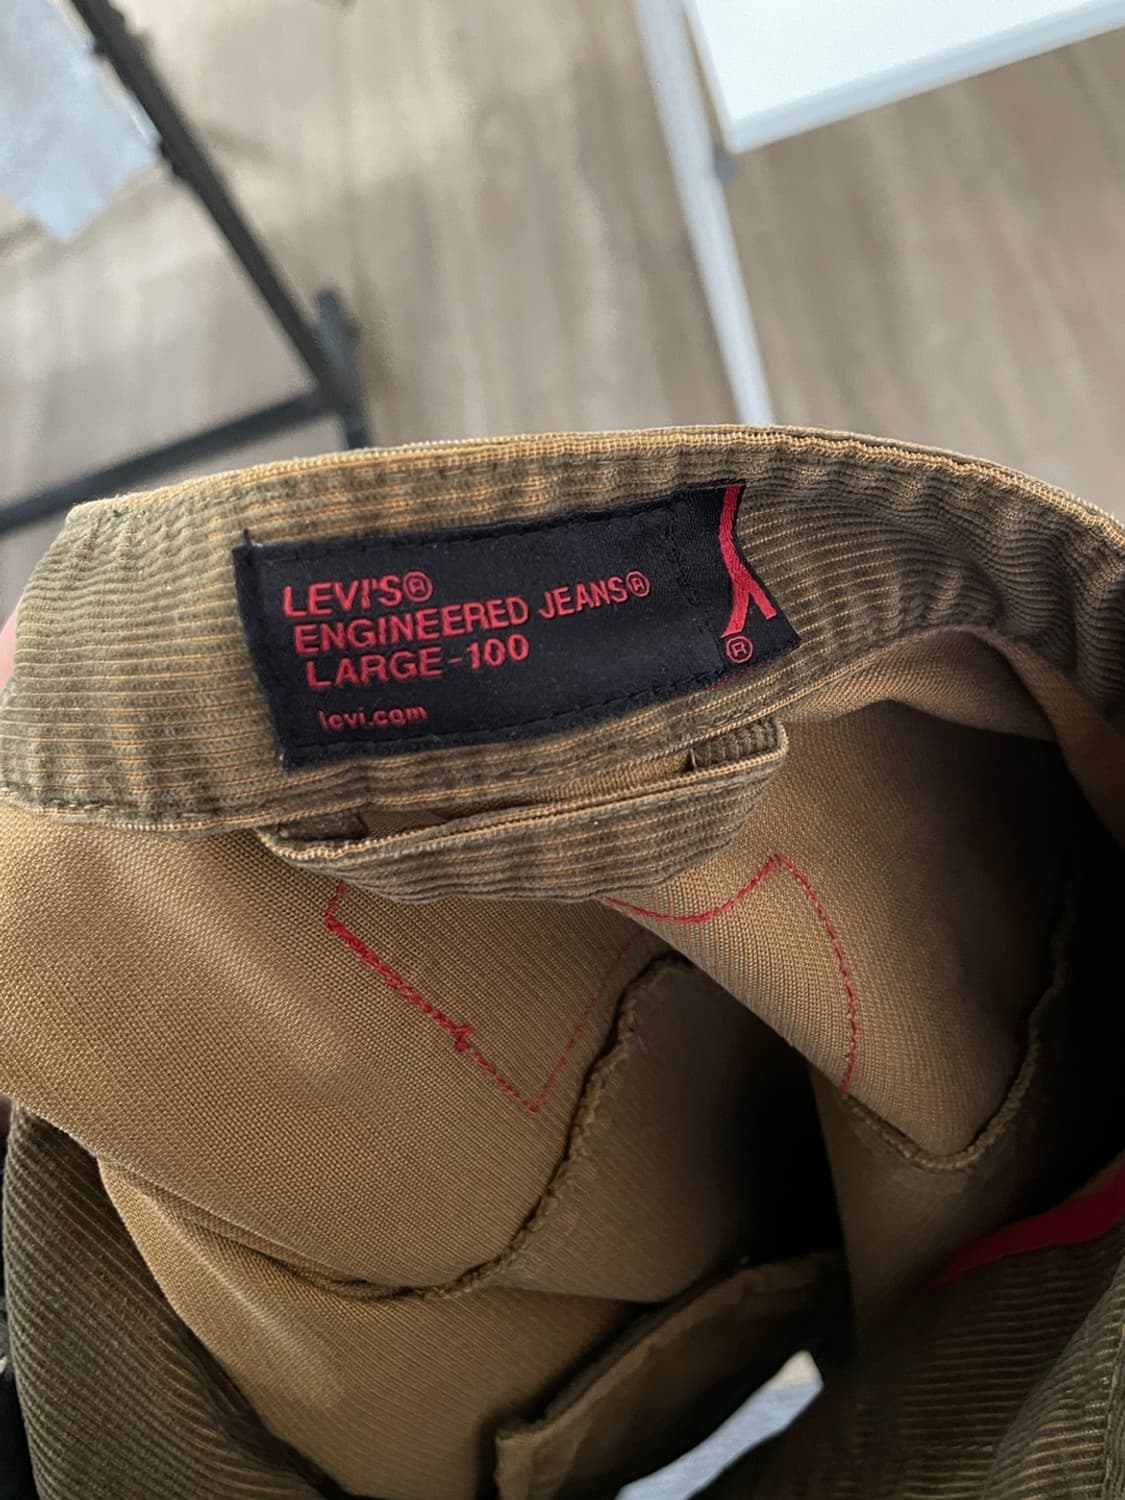 LEVI'S®
ENGINEERED JEANS®
LARGE-100
levi.com
®